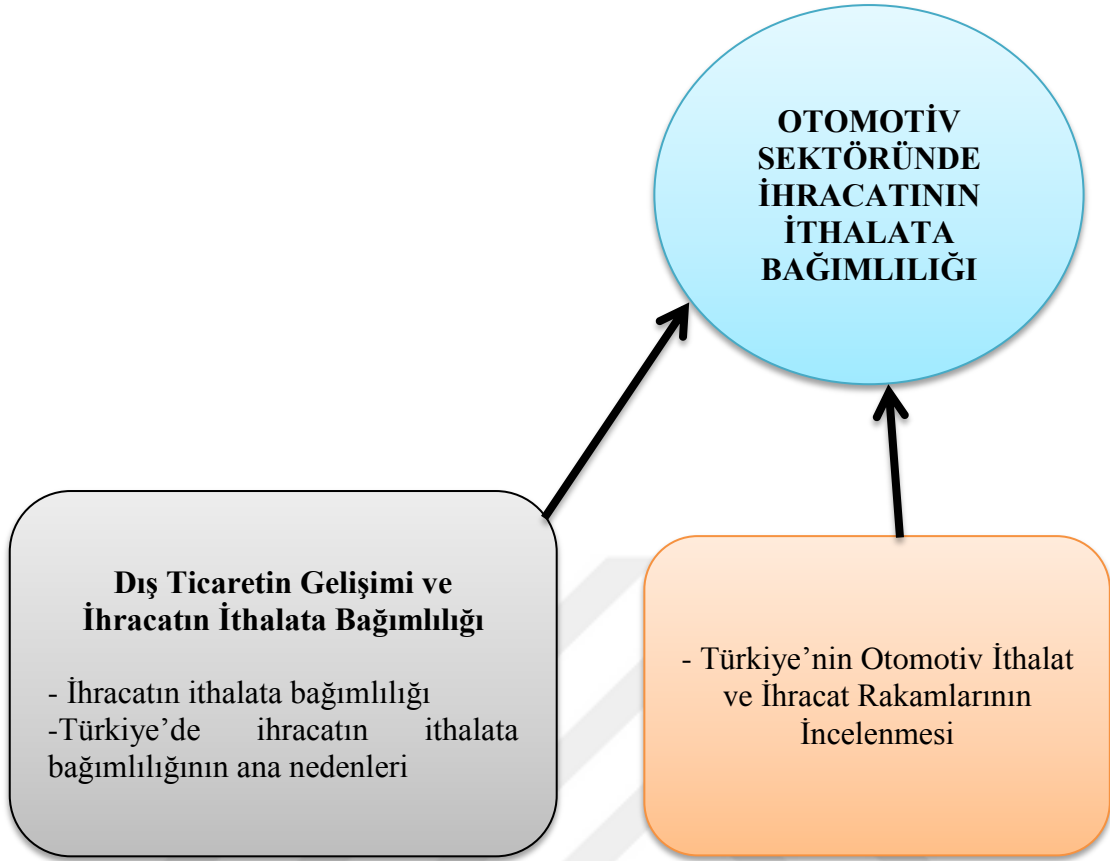 OTOMOTİV
SEKTÖRÜNDE
İHRACATININ
İTHALATA
BAĞIMLILIĞI
Dış Ticaretin Gelişimi ve
İhracatın İthalata Bağımlılığı
- İhracatın ithalata bağımlılığı
-Türkiye’de ihracatın ithalata
bağımlılığının ana nedenleri
- Türkiye’nin Otomotiv İthalat
ve İhracat Rakamlarının
İncelenmesi